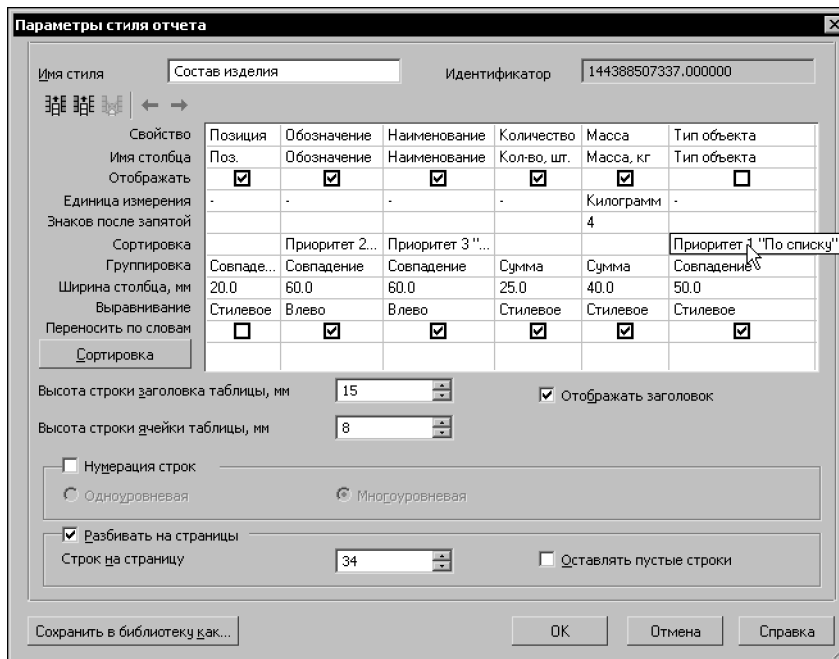 Параметры стиля отчета
Имя стиля Состав изделия Идентификатор 144388507337.000000
Свойство Позиция Обозначение Наименование Количество Масса Тип объекта
Имя столбца Поз. Обозначение Наименование Кол-во, шт. Масса, кг Тип объекта
Отображать
Единица измерения - - - - Килограмм -
Знаков после запятой 4
Сортировка Приоритет 2... Приоритет 3 "... Приоритет 1 "По списку"
Группировка Совпаде... Совпадение Совпадение Сумма Сумма Совпадение
Ширина столбца, мм 20.0 60.0 60.0 25.0 40.0 50.0
Выравнивание Стилевое Влево Влево Стилевое Стилевое Стилевое
Переносить по словам
Сортировка
Высота строки заголовка таблицы, мм 15 Отображать заголовок
Высота строки ячейки таблицы, мм 8
Нумерация строк
Одноуровневая Многоуровневая
Разбивать на страницы
Строк на страницу 34 Оставлять пустые строки
Сохранить в библиотеку как... OK Отмена Справка